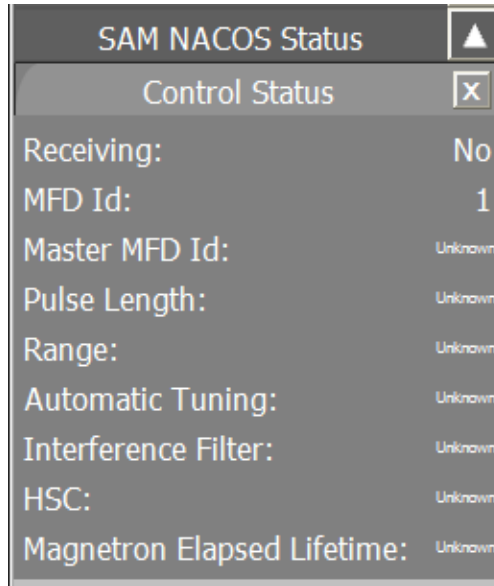 SAM NACOS Status
Control Status X
Receiving: No
MFD Id: 1
Master MFD Id: Unknown
Pulse Length: Unknown
Range: Unknown
Automatic Tuning: Unknown
Interference Filter: Unknown
HSC: Unknown
Magnetron Elapsed Lifetime: Unknown